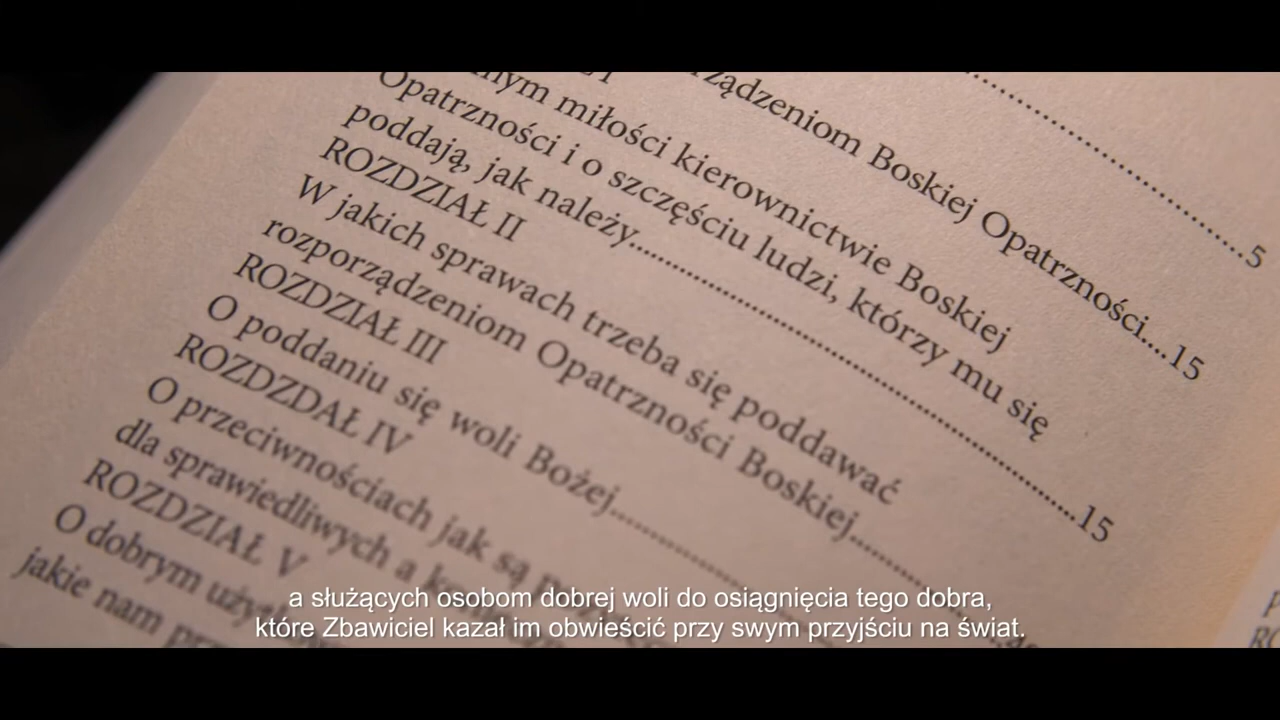 rządzeniom Boskiej Opatrzności....15
miłości kierownictwie Boskiej
Opatrzności i o szczęściu ludzi, którzy mu się
poddają, jak należy..........15
ROZDZIAŁ II
W jakich sprawach trzeba się poddawać
rozporządzeniom Opatrzności Boskiej..........
ROZDZIAŁ III
O poddaniu się woli Bożej..........
ROZDZDAŁ IV
O przeciwnościach jak są
dla sprawiedliwych a
ROZDZIAŁ V
O dobrym
jakie nam
..........5
a służących osobom dobrej woli do osiągnięcia tego dobra,
które Zbawiciel kazał im obwieścić przy swym przyjściu na świat.